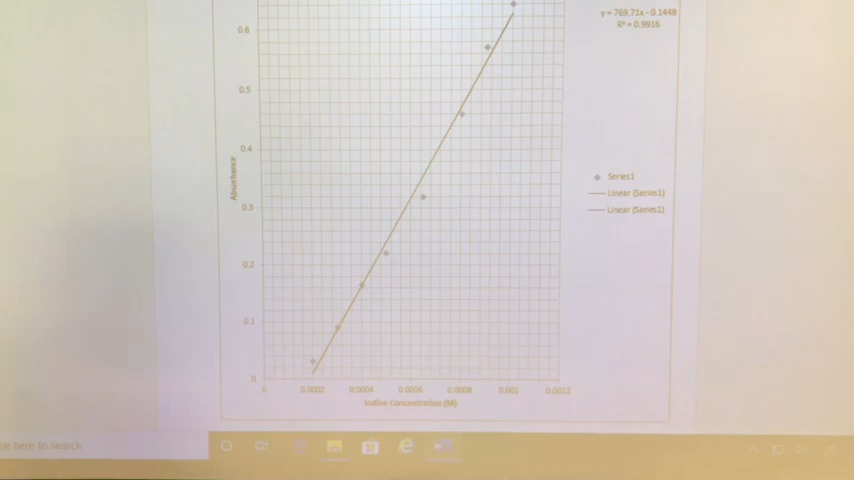 y = 769.71x - 0.1448
R² = 0.9916
0.6
0.5
0.4
0.3
0.2
0.1
0
Absorbance
0 0.0002 0.0004 0.0006 0.0008 0.001 0.0012
Iodine Concentration (M)
Series1
Linear (Series1)
Linear (Series1)
here to search